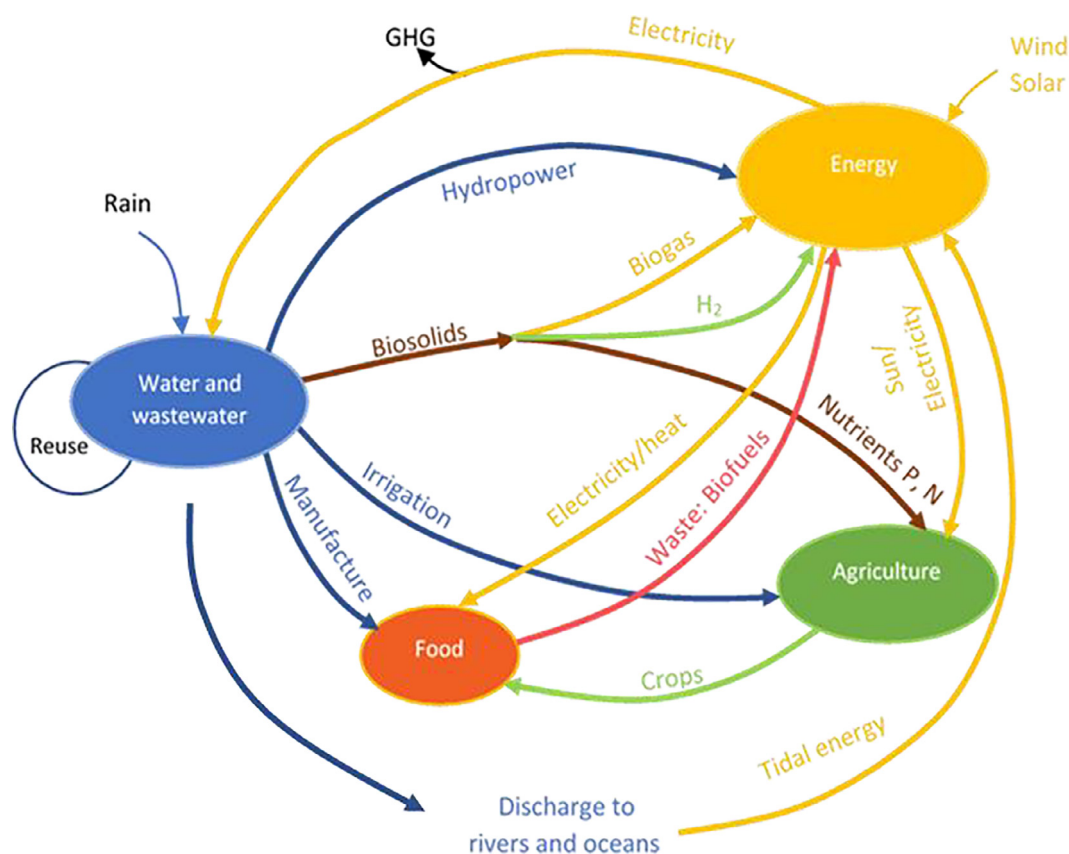 GHG
Electricity
Wind
Solar
Energy
Hydropower
Rain
Biogas
H₂
Biosolids
Sun/
Electricity
Water and
wastewater
Reuse
Nutrients P, N
Electricity/heat
Waste: Biofuels
Irrigation
Manufacture
Agriculture
Food
Crops
Tidal energy
Discharge to
rivers and oceans